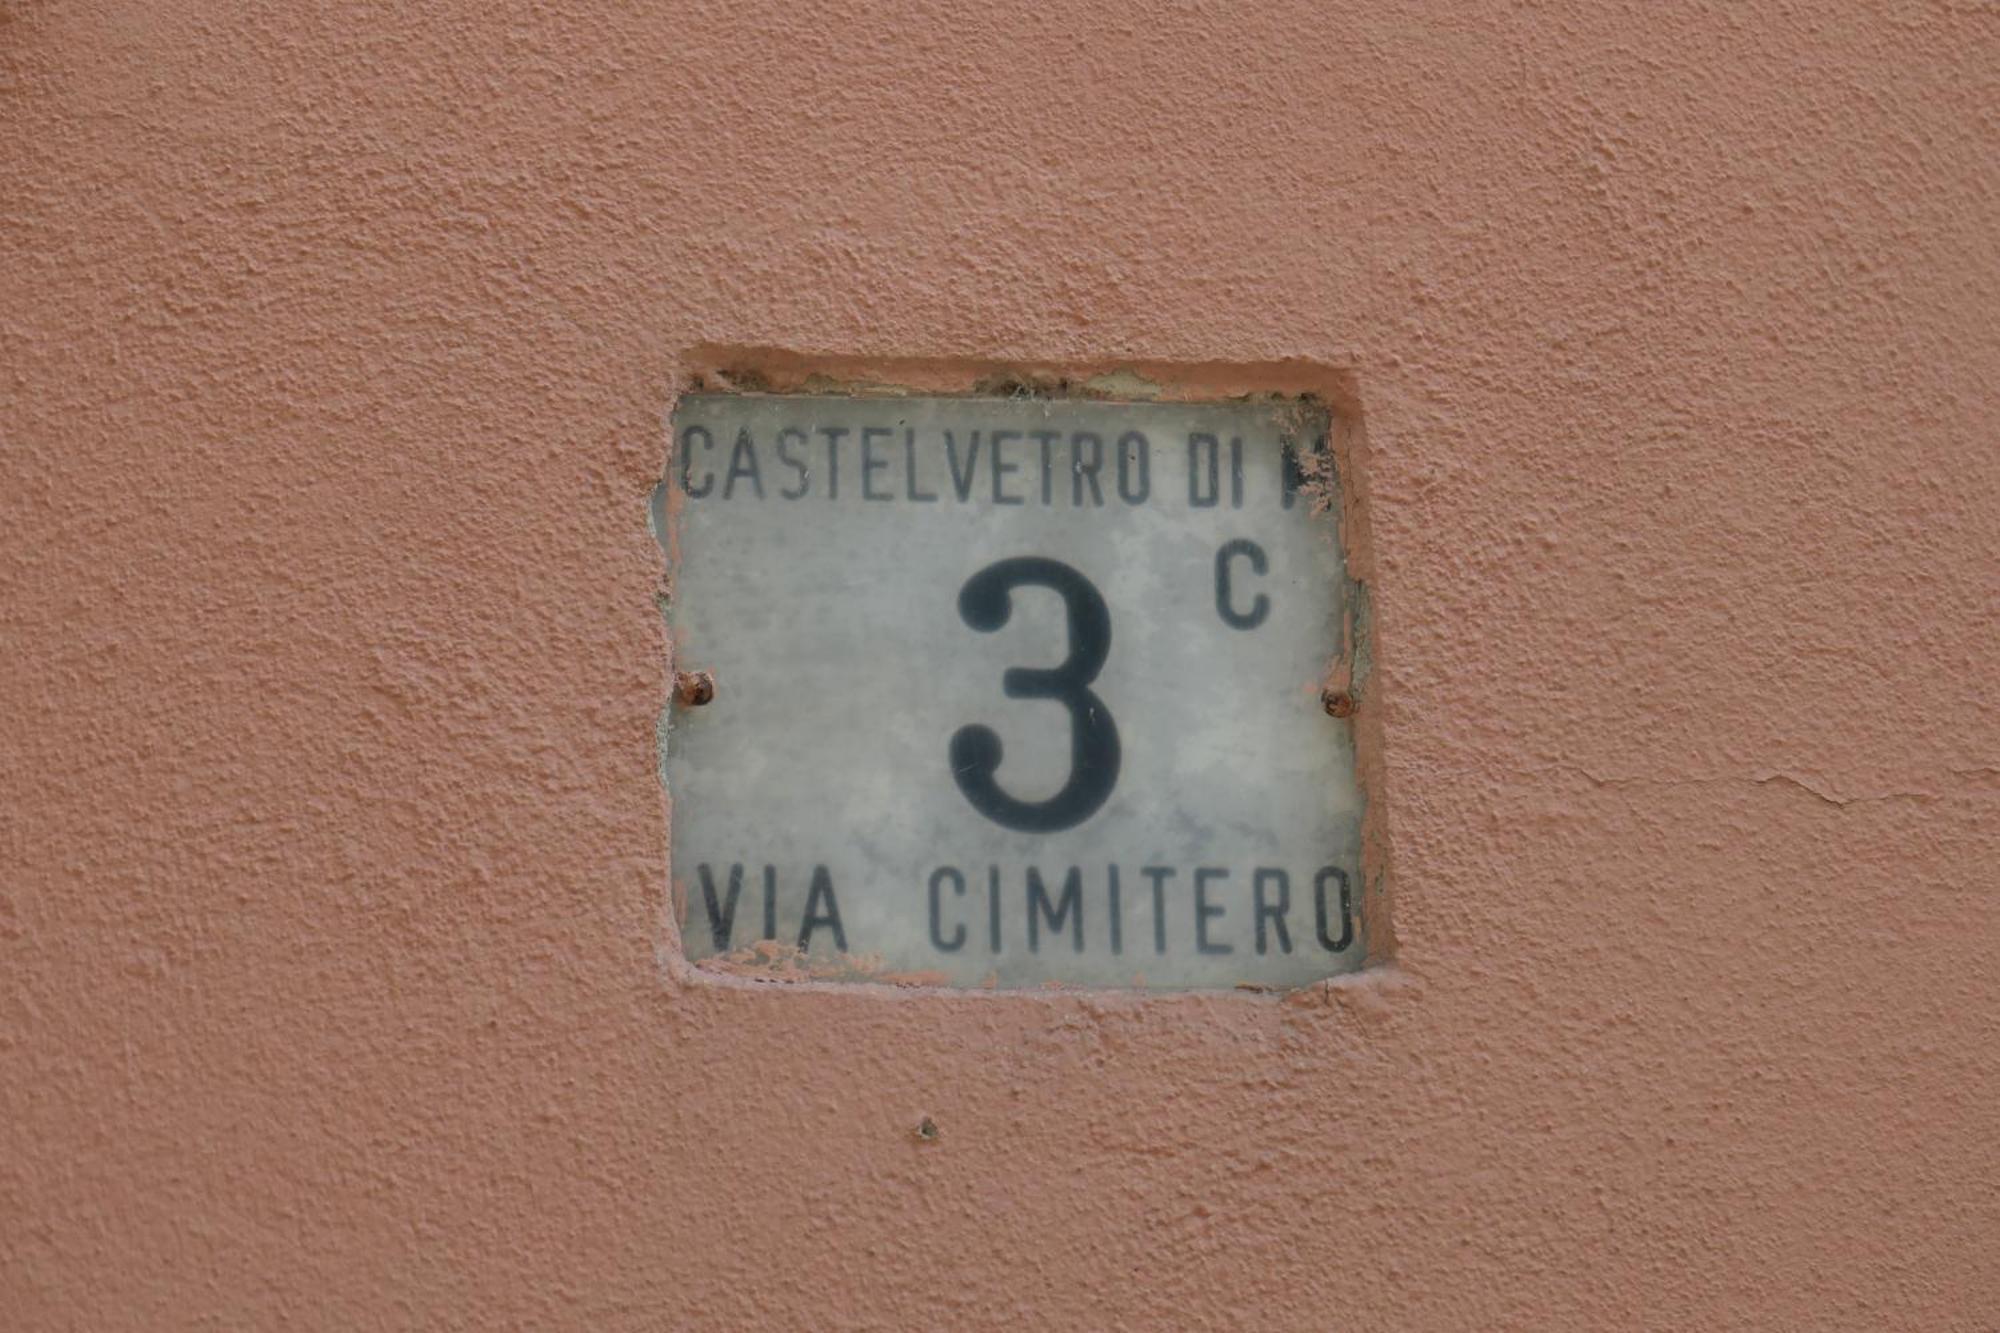 CASTELVETRO DI M
C
3
VIA CIMITERO